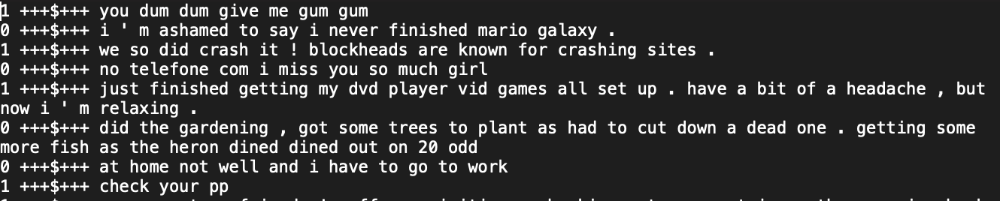 1 +++$+++ you dum dum give me gum gum
0 +++$+++ i ' m ashamed to say i never finished mario galaxy .
1 +++$+++ we so did crash it ! blockheads are known for crashing sites .
0 +++$+++ no telefone com i miss you so much girl
1 +++$+++ just finished getting my dvd player vid games all set up . have a bit of a headache , but
now i ' m relaxing .
0 +++$+++ did the gardening , got some trees to plant as had to cut down a dead one . getting some
more fish as the heron dined dined out on 20 odd
0 +++$+++ at home not well and i have to go to work
1 +++$+++ check your pp